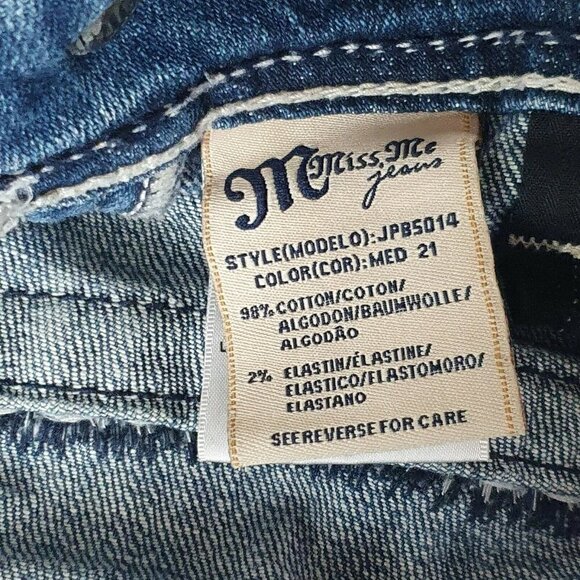 M Miss Me
jeans
STYLE(MODELO):JPB5014
COLOR(COR):MED 21
98% COTTON/COTON/
ALGODON/BAUMWOLLE/
ALGODÃO
2% ELASTIN/ÉLASTINE/
ELASTICO/ELASTOMORO/
ELASTANO
SEE REVERSE FOR CARE